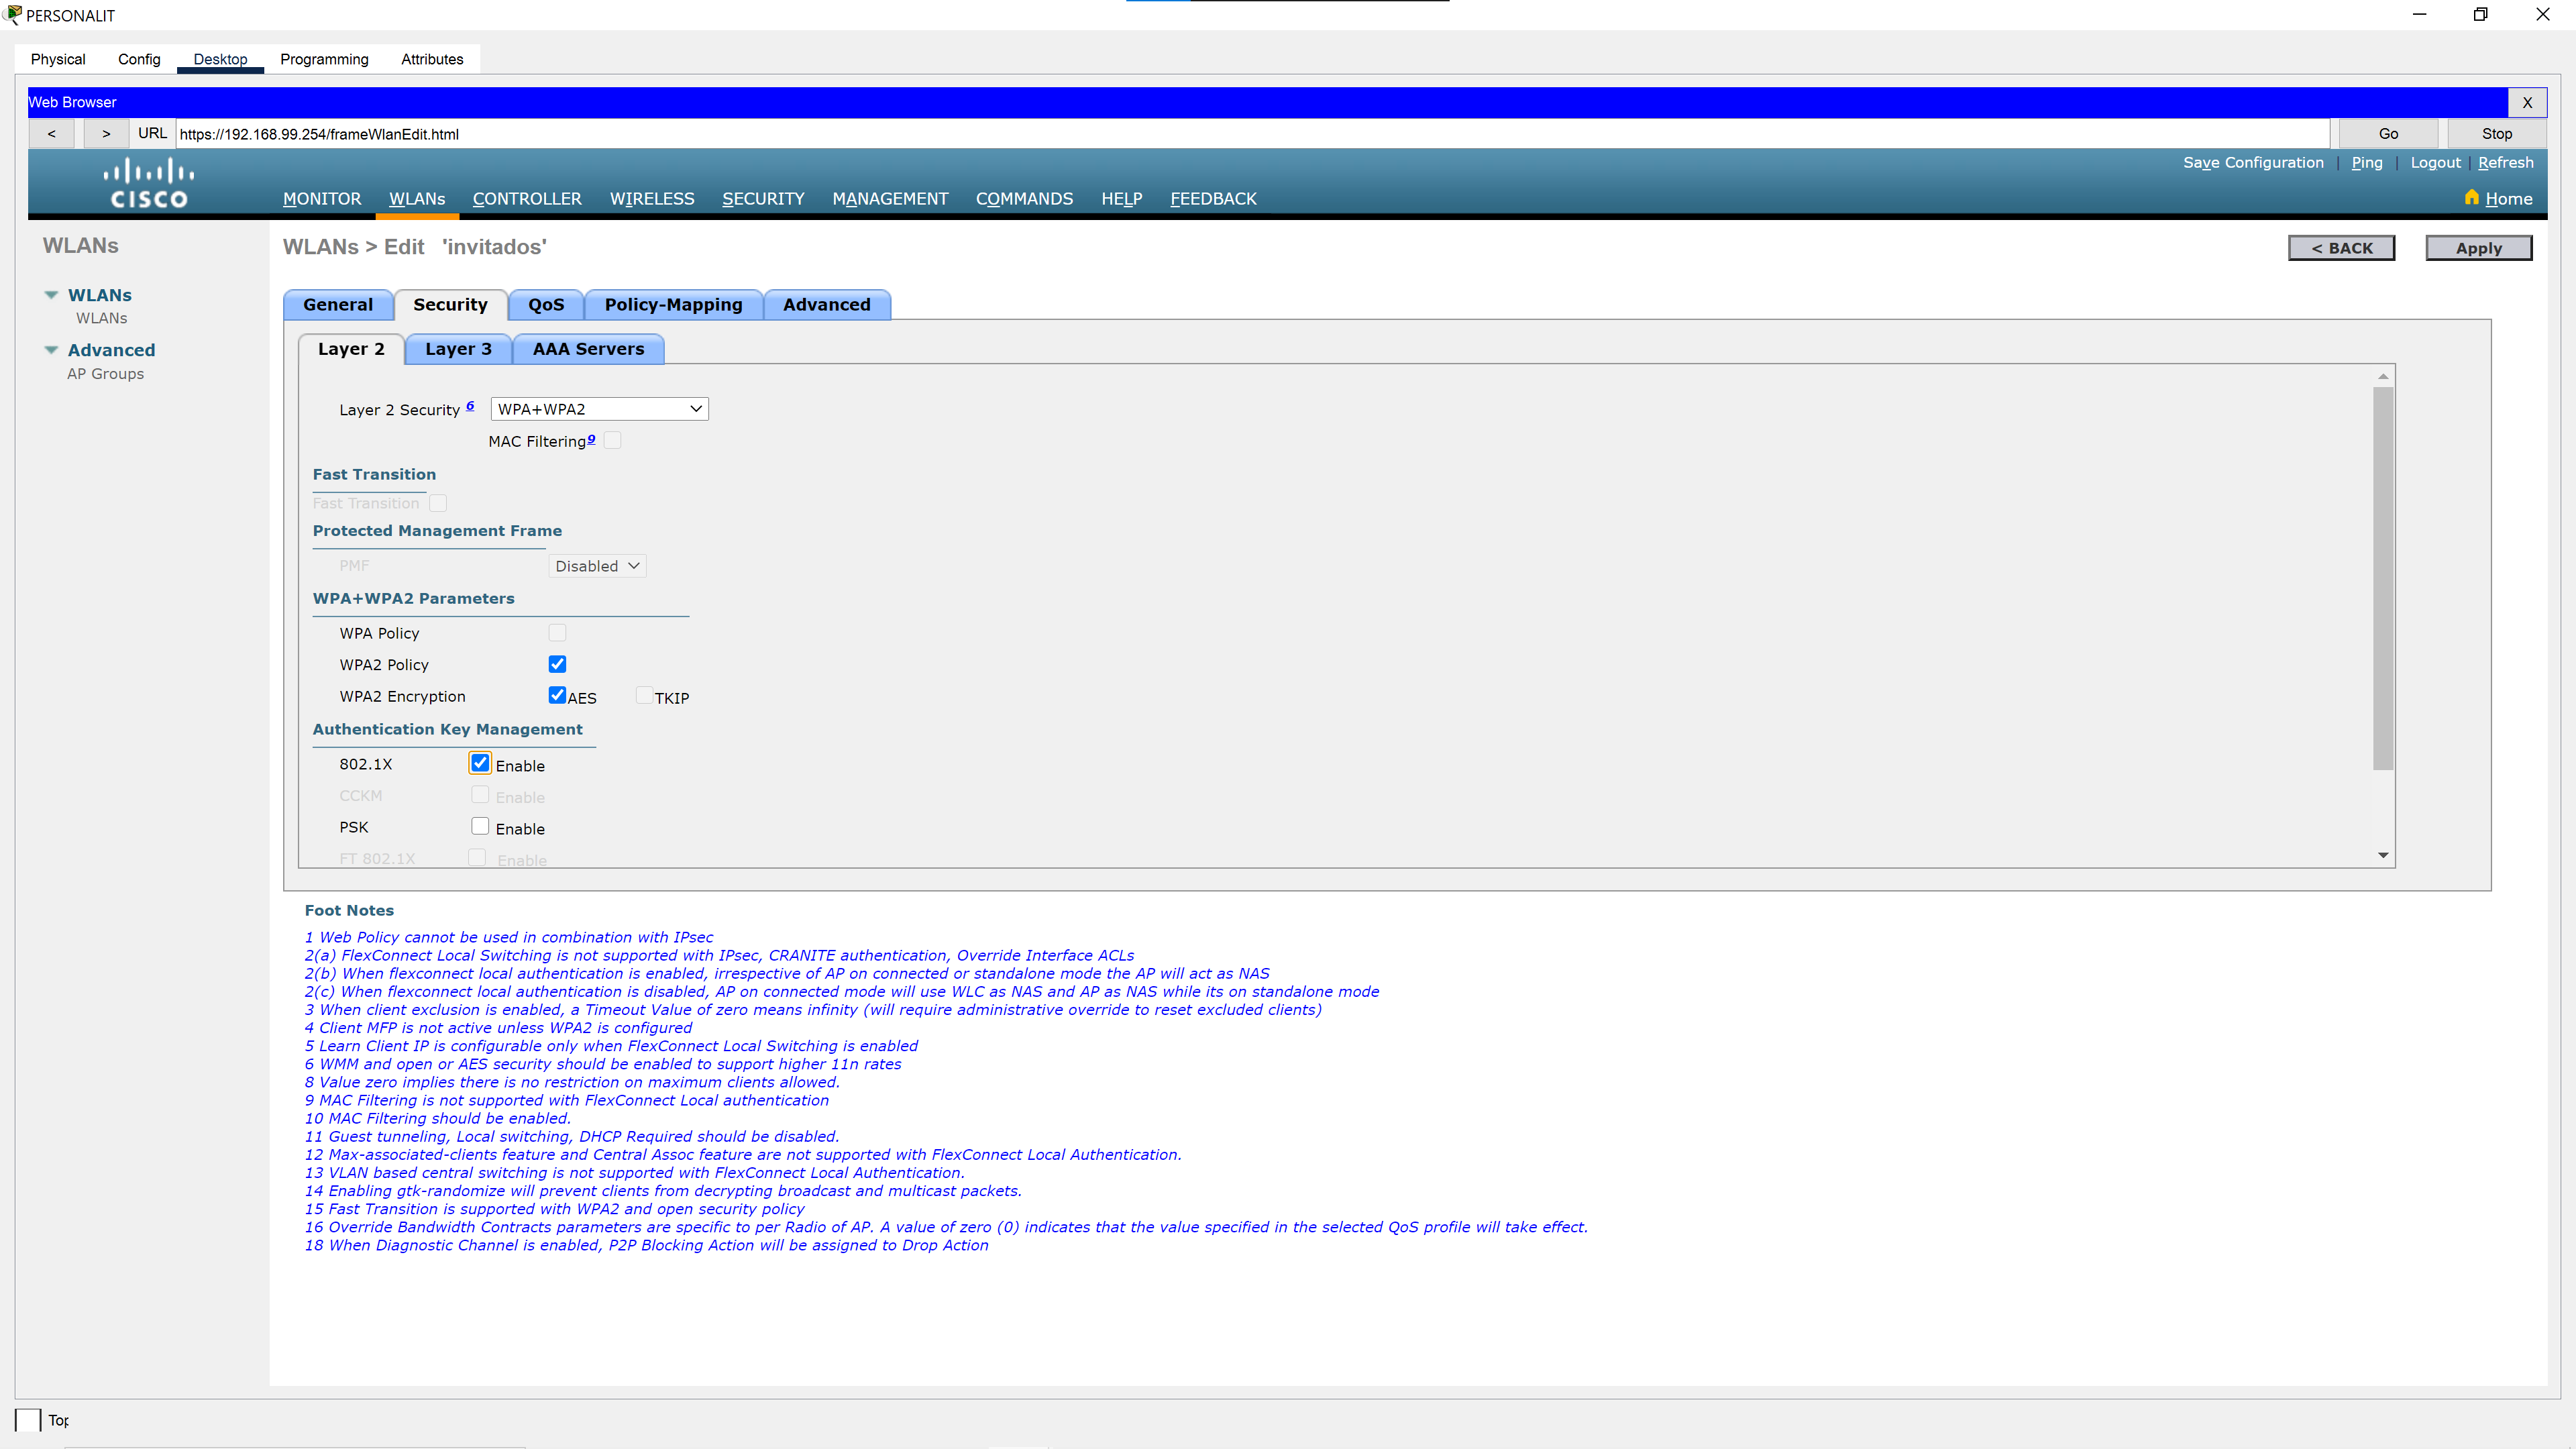 PERSONALIT
Physical Config Desktop Programming Attributes
Web Browser X
< > URL https://192.168.99.254/frameWlanEdit.html Go Stop
Save Configuration | Ping | Logout | Refresh
CISCO MONITOR WLANs CONTROLLER WIRELESS SECURITY MANAGEMENT COMMANDS HELP FEEDBACK Home
WLANs
WLANs
WLANs
Advanced
AP Groups
WLANs > Edit 'invitados' < BACK Apply
General Security QoS Policy-Mapping Advanced
Layer 2 Layer 3 AAA Servers
Layer 2 Security 6 WPA+WPA2
MAC Filtering9
Fast Transition
Fast Transition
Protected Management Frame
PMF Disabled
WPA+WPA2 Parameters
WPA Policy
WPA2 Policy
WPA2 Encryption AES TKIP
Authentication Key Management
802.1X Enable
CCKM Enable
PSK Enable
FT 802.1X Enable
Foot Notes
1 Web Policy cannot be used in combination with IPsec
2(a) FlexConnect Local Switching is not supported with IPsec, CRANITE authentication, Override Interface ACLs
2(b) When flexconnect local authentication is enabled, irrespective of AP on connected or standalone mode the AP will act as NAS
2(c) When flexconnect local authentication is disabled, AP on connected mode will use WLC as NAS and AP as NAS while its on standalone mode
3 When client exclusion is enabled, a Timeout Value of zero means infinity (will require administrative override to reset excluded clients)
4 Client MFP is not active unless WPA2 is configured
5 Learn Client IP is configurable only when FlexConnect Local Switching is enabled
6 WMM and open or AES security should be enabled to support higher 11n rates
8 Value zero implies there is no restriction on maximum clients allowed.
9 MAC Filtering is not supported with FlexConnect Local authentication
10 MAC Filtering should be enabled.
11 Guest tunneling, Local switching, DHCP Required should be disabled.
12 Max-associated-clients feature and Central Assoc feature are not supported with FlexConnect Local Authentication.
13 VLAN based central switching is not supported with FlexConnect Local Authentication.
14 Enabling gtk-randomize will prevent clients from decrypting broadcast and multicast packets.
15 Fast Transition is supported with WPA2 and open security policy
16 Override Bandwidth Contracts parameters are specific to per Radio of AP. A value of zero (0) indicates that the value specified in the selected QoS profile will take effect.
18 When Diagnostic Channel is enabled, P2P Blocking Action will be assigned to Drop Action
Top